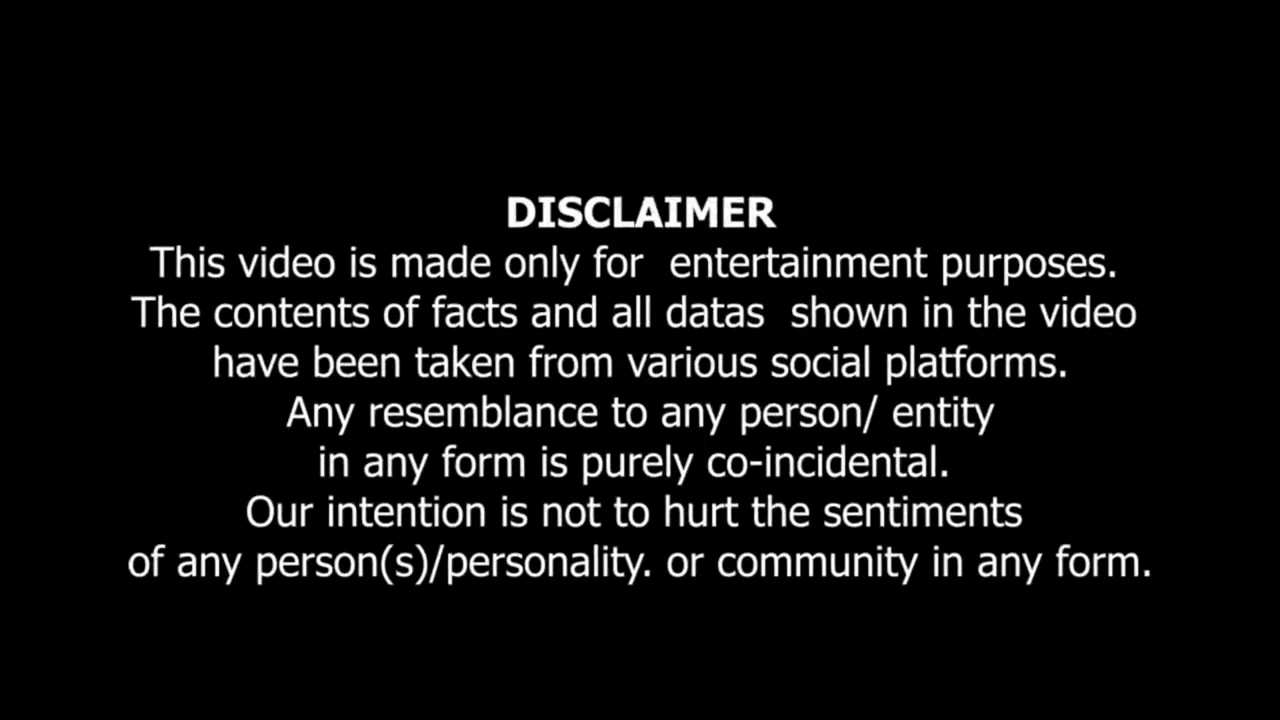 DISCLAIMER
This video is made only for  entertainment purposes.
The contents of facts and all datas  shown in the video
have been taken from various social platforms.
Any resemblance to any person/ entity
in any form is purely co-incidental.
Our intention is not to hurt the sentiments
of any person(s)/personality. or community in any form.